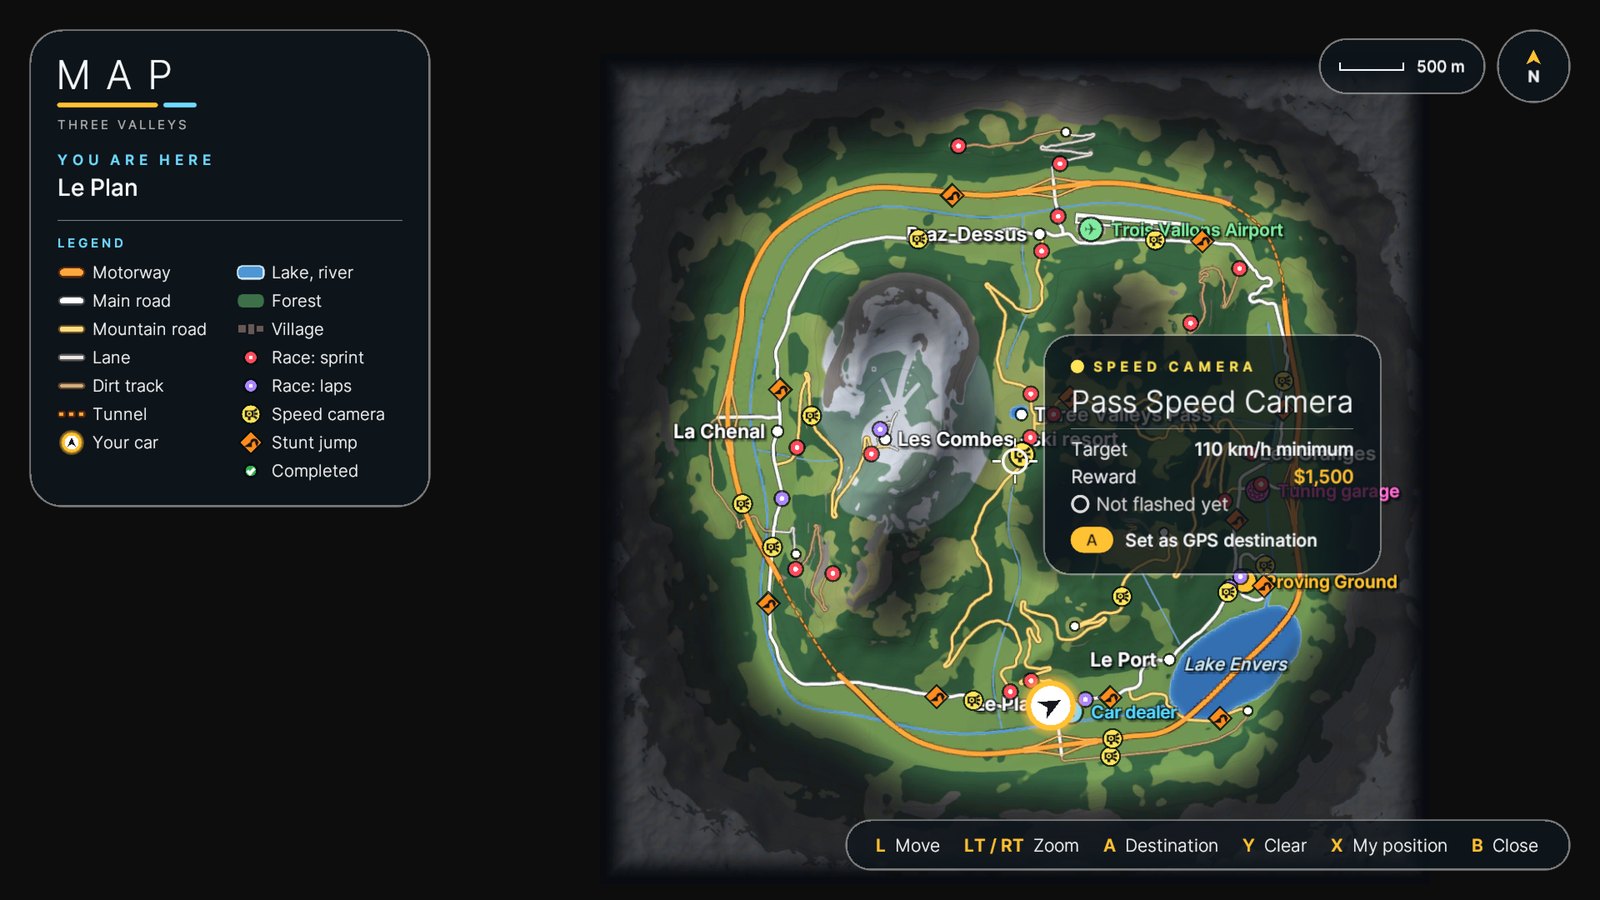 MAP
THREE VALLEYS
YOU ARE HERE
Le Plan
LEGEND
Motorway
Main road
Mountain road
Lane
Dirt track
Tunnel
Your car
Lake, river
Forest
Village
Race: sprint
Race: laps
Speed camera
Stunt jump
Completed
500 m
N
Trois Vallons Airport
La Chenal
Les Combes
Ski resort
SPEED CAMERA
Pass Speed Camera
Target 110 km/h minimum
Reward $1,500
Not flashed yet
A Set as GPS destination
Tuning garage
Proving Ground
Le Port
Lake Envers
Car dealer
L Move LT / RT Zoom A Destination Y Clear X My position B Close